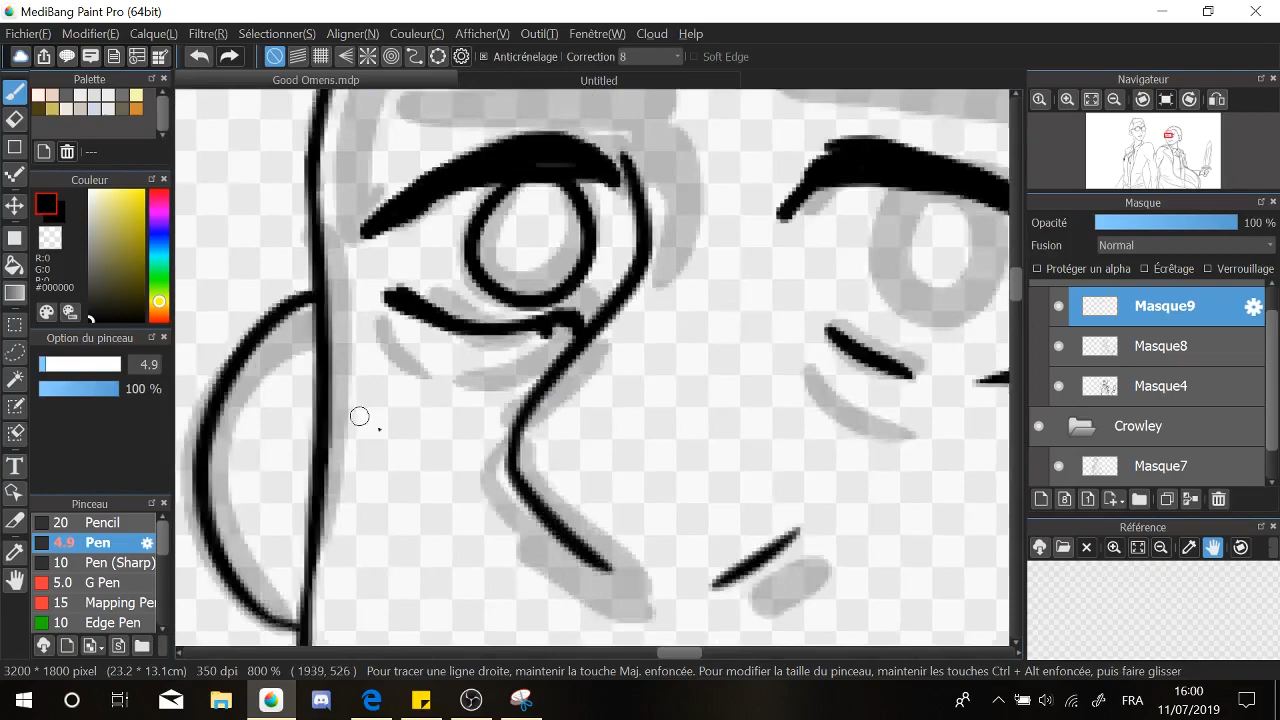 MediBang Paint Pro (64bit)
Fichier(F) Modifier(E) Calque(L) Filtre(R) Sélectionner(S) Aligner(N) Couleur(C) Afficher(V) Outil(T) Fenêtre(W) Cloud Help
Anticrénelage Correction 8 Soft Edge
Palette
Good Omens.mdp Untitled
Navigateur
---
Couleur
R:0
G:0
#000000
Masque
Opacité 100 %
Fusion Normal
Protéger un alpha Écrêtage Verrouillage
Masque9
Masque8
Masque4
Crowley
Masque7
Option du pinceau
4.9
100 %
Pinceau
20 Pencil
4.9 Pen
10 Pen (Sharp)
5.0 G Pen
15 Mapping Pen
10 Edge Pen
Référence
3200 * 1800 pixel (23.2 * 13.1cm) 350 dpi 800 % ( 1939, 526 ) Pour tracer une ligne droite, maintenir la touche Maj. enfoncée. Pour modifier la taille du pinceau, maintenir les touches Ctrl + Alt enfoncées, puis faire glisser
FRA
16:00
11/07/2019